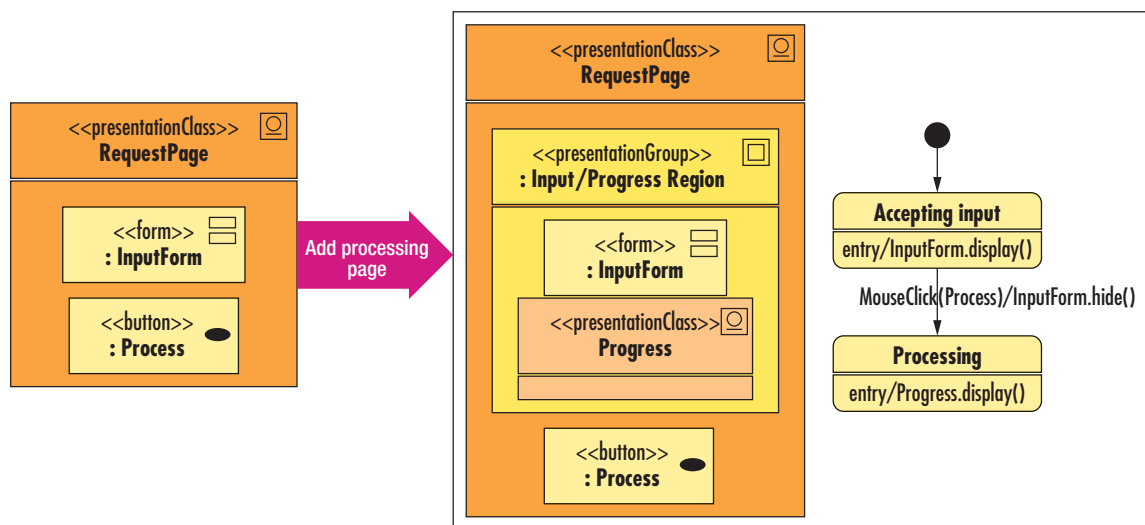 <<presentationClass>>
RequestPage
<<form>>
: InputForm
<<button>>
: Process
Add processing
page
<<presentationClass>>
RequestPage
<<presentationGroup>>
: Input/Progress Region
<<form>>
: InputForm
<<presentationClass>>
Progress
<<button>>
: Process
Accepting input
entry/InputForm.display()
MouseClick(Process)/InputForm.hide()
Processing
entry/Progress.display()